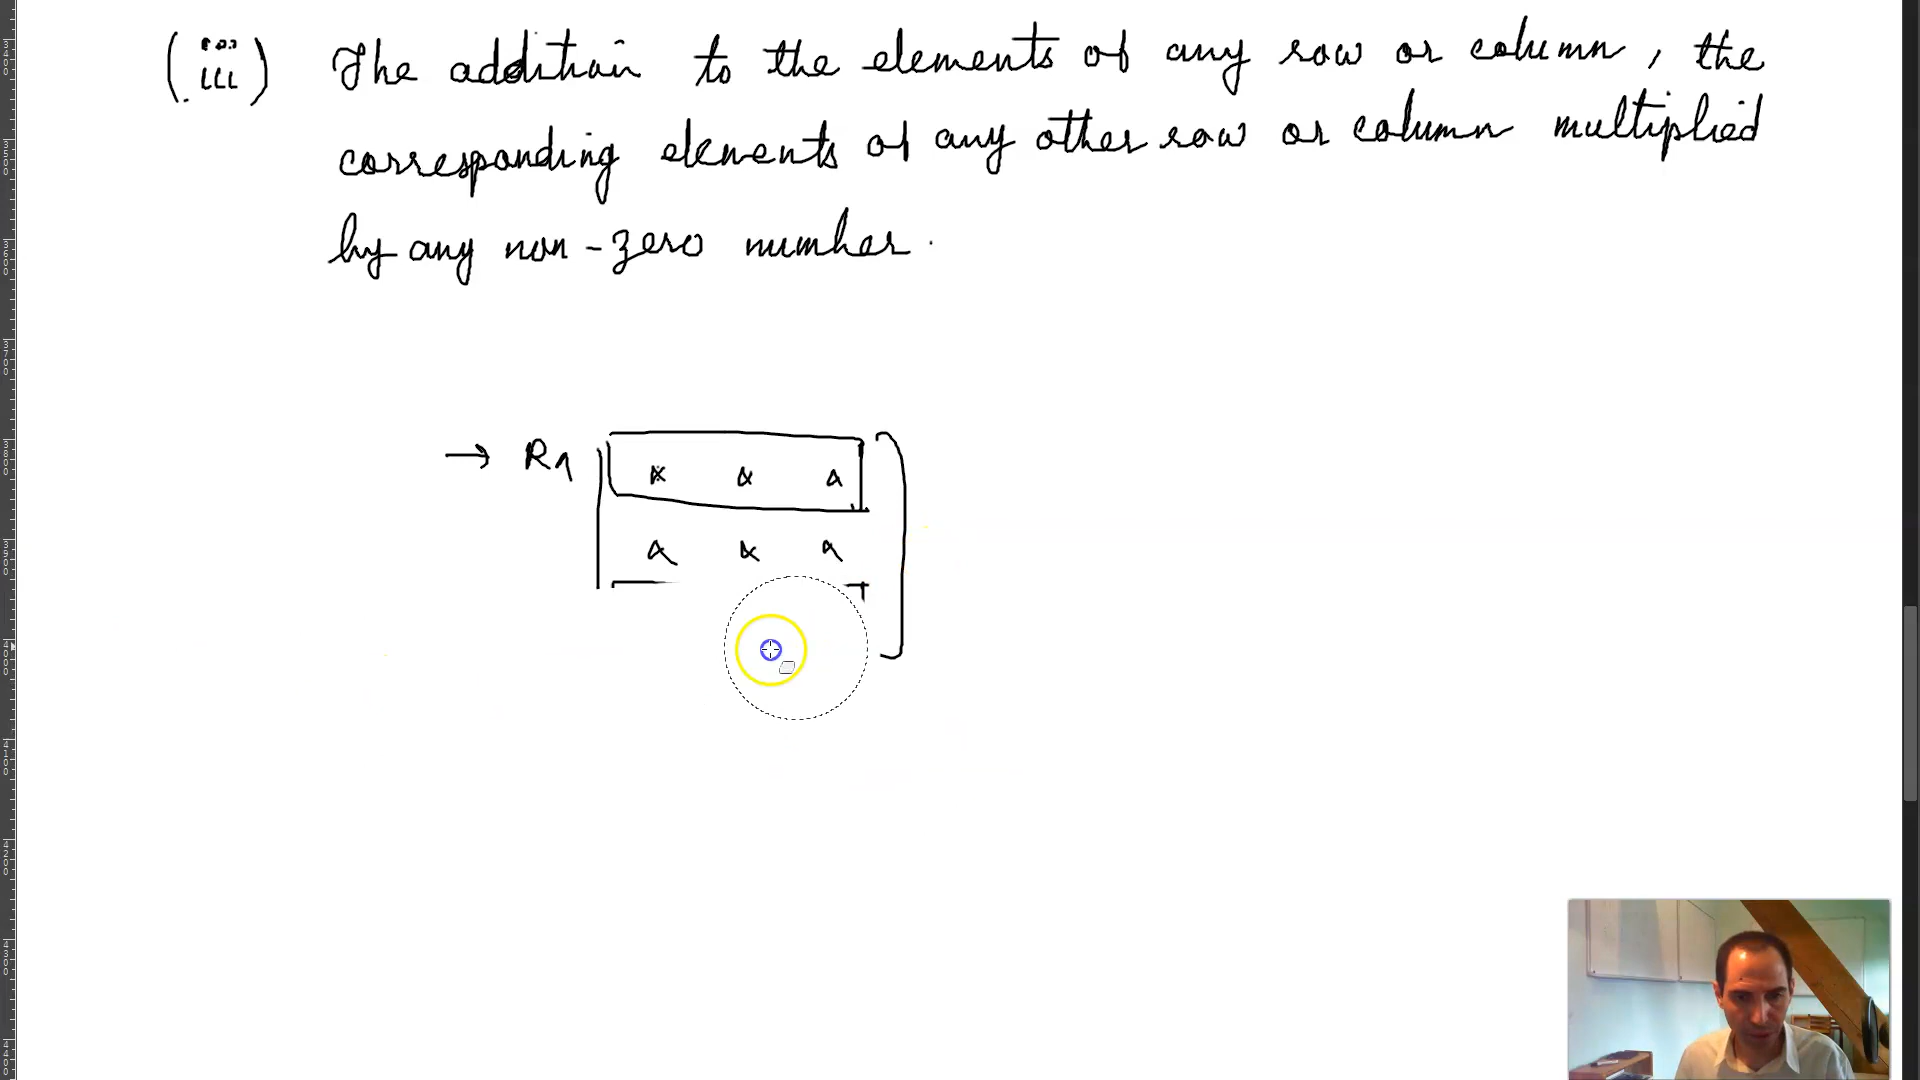 (iii) The addition to the elements of any row or column, the
corresponding elements of any other row or column multiplied
by any non-zero number.
→ R1